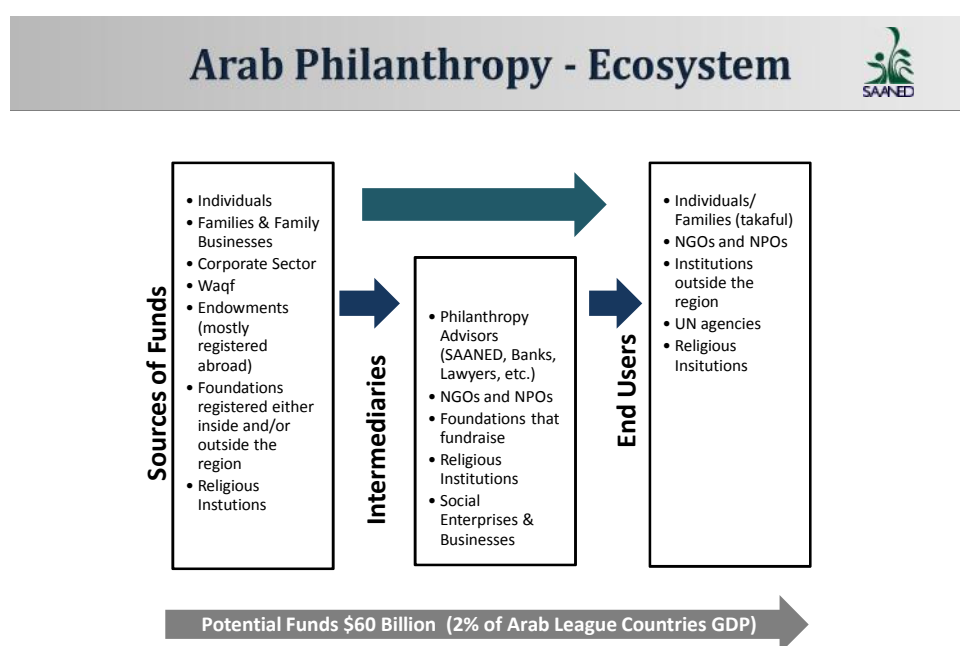 Arab Philanthropy - Ecosystem
SAANED
Sources of Funds
• Individuals
• Families & Family
Businesses
• Corporate Sector
• Waqf
• Endowments
(mostly
registered
abroad)
• Foundations
registered either
inside and/or
outside the
region
• Religious
Instutions
Intermediaries
• Philanthropy
Advisors
(SAANED, Banks,
Lawyers, etc.)
• NGOs and NPOs
• Foundations that
fundraise
• Religious
Institutions
• Social
Enterprises &
Businesses
End Users
• Individuals/
Families (takaful)
• NGOs and NPOs
• Institutions
outside the
region
• UN agencies
• Religious
Insitutions
Potential Funds $60 Billion (2% of Arab League Countries GDP)